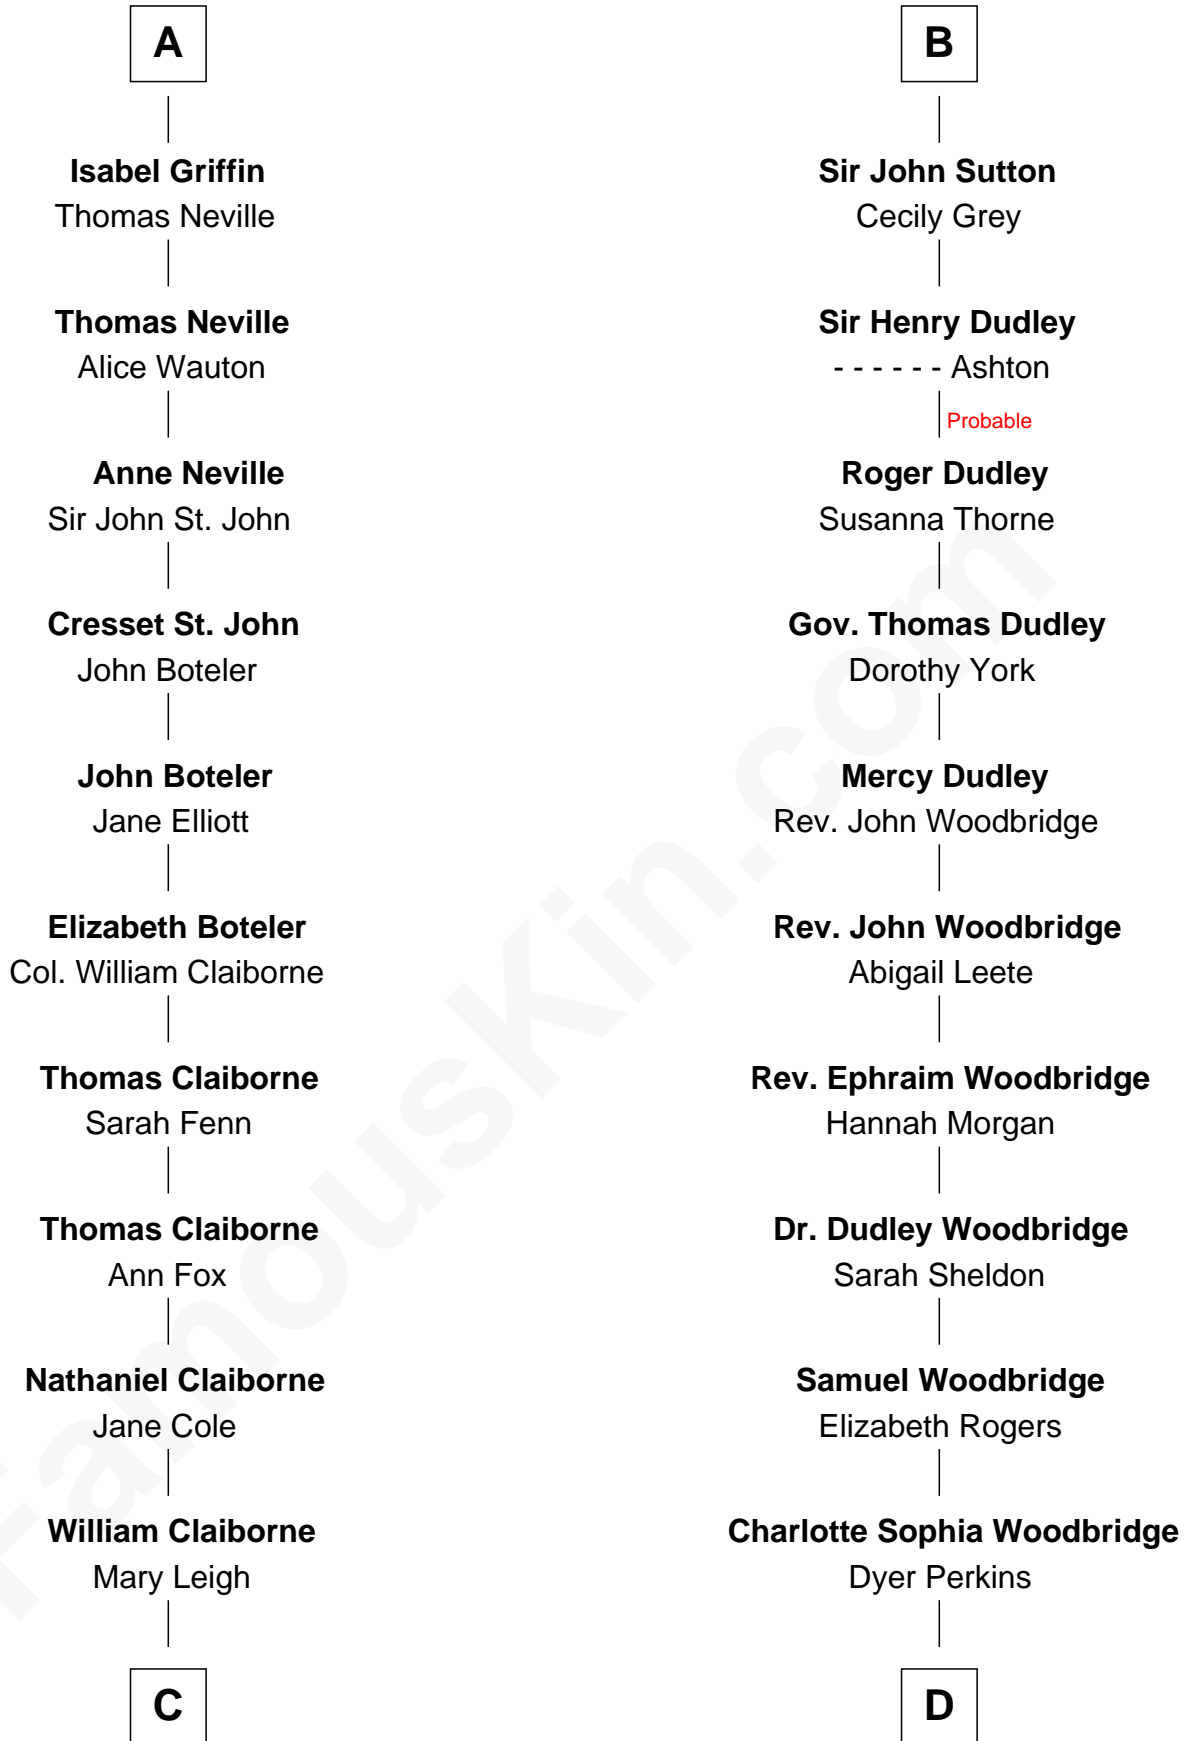 A
Isabel Griffin
Thomas Neville
Thomas Neville
Alice Wauton
Anne Neville
Sir John St. John
Cresset St. John
John Boteler
John Boteler
Jane Elliott
Elizabeth Boteler
Col. William Claiborne
Thomas Claiborne
Sarah Fenn
Thomas Claiborne
Ann Fox
Nathaniel Claiborne
Jane Cole
William Claiborne
Mary Leigh
C
B
Sir John Sutton
Cecily Grey
Sir Henry Dudley
- - - - - - Ashton
Probable
Roger Dudley
Susanna Thorne
Gov. Thomas Dudley
Dorothy York
Mercy Dudley
Rev. John Woodbridge
Rev. John Woodbridge
Abigail Leete
Rev. Ephraim Woodbridge
Hannah Morgan
Dr. Dudley Woodbridge
Sarah Sheldon
Samuel Woodbridge
Elizabeth Rogers
Charlotte Sophia Woodbridge
Dyer Perkins
D
FamousKin.com